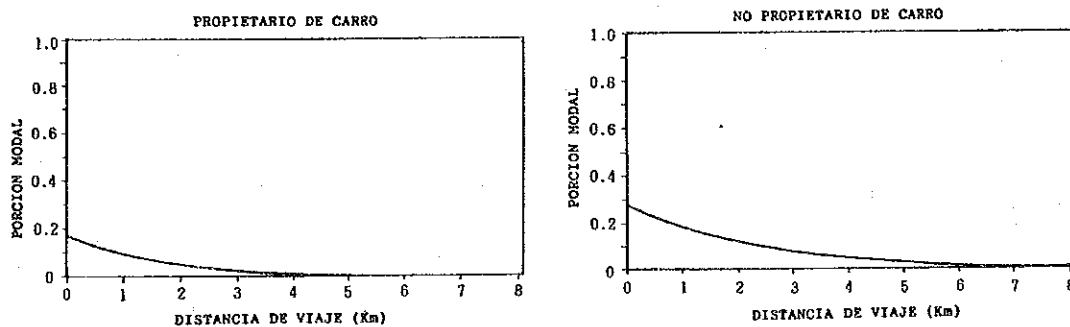 PROPIETARIO DE CARRO
1.0
0.8
0.6
0.4
0.2
0
PORCION MODAL
0 1 2 3 4 5 6 7 8
DISTANCIA DE VIAJE (Km)
NO PROPIETARIO DE CARRO
1.0
0.8
0.6
0.4
0.2
0
PORCION MODAL
0 1 2 3 4 5 6 7 8
DISTANCIA DE VIAJE (Km)